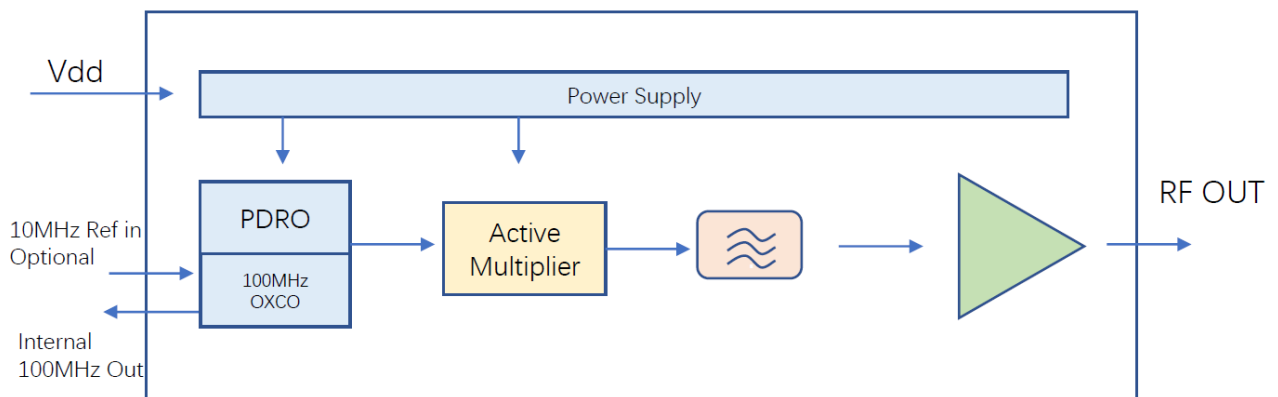 Vdd
Power Supply
PDRO
100MHz
OXCO
10MHz Ref in
Optional
Internal
100MHz Out
Active
Multiplier
RF OUT